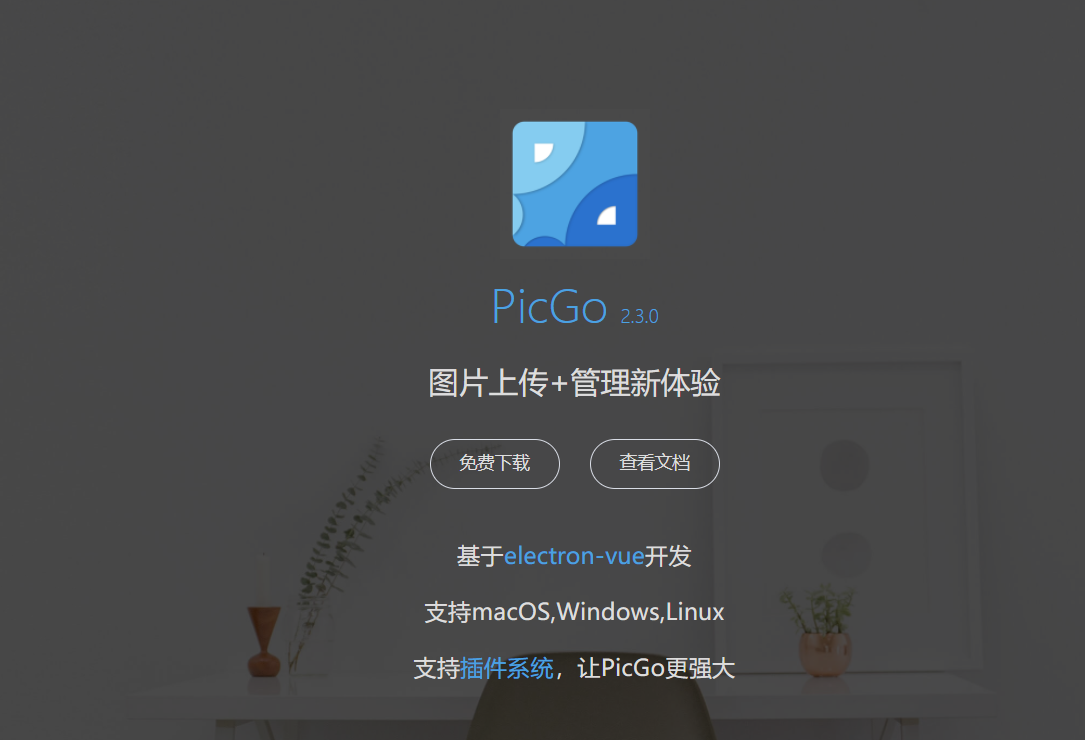 PicGo 2.3.0
图片上传+管理新体验
免费下载 查看文档
基于electron-vue开发
支持macOS,Windows,Linux
支持插件系统，让PicGo更强大